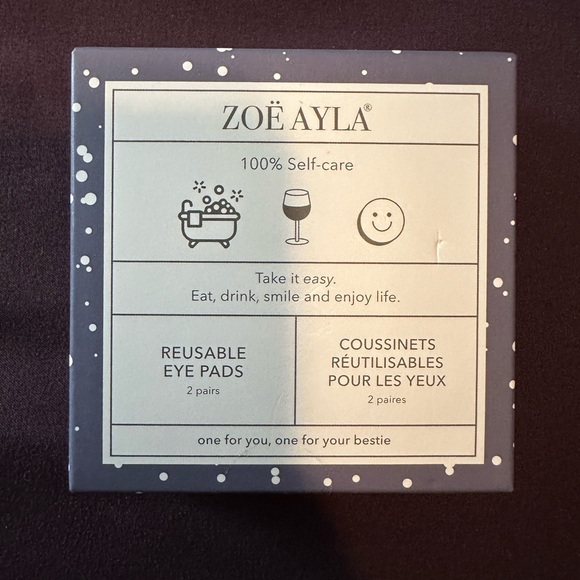 ZOË AYLA®
100% Self-care
Take it easy.
Eat, drink, smile and enjoy life.
REUSABLE
EYE PADS
2 pairs
COUSSINETS
RÉUTILISABLES
POUR LES YEUX
2 paires
one for you, one for your bestie